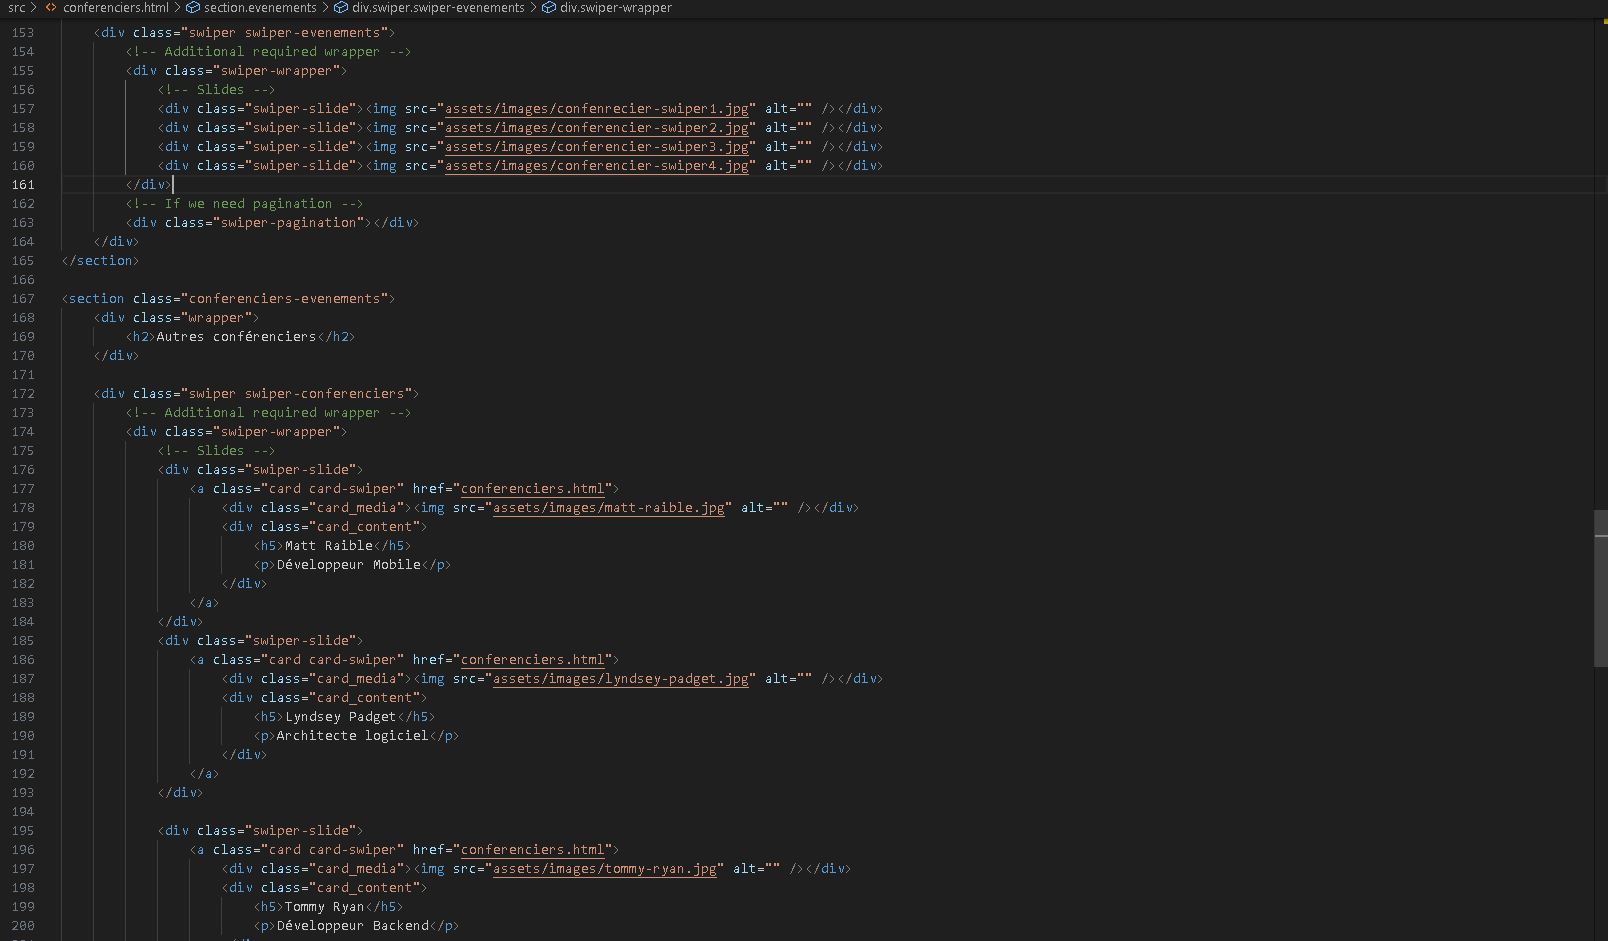 src > <> conferenciers.html > section.evenements > div.swiper.swiper-evenements > div.swiper-wrapper
153 <div class="swiper swiper-evenements">
154 <!-- Additional required wrapper -->
155 <div class="swiper-wrapper">
156 <!-- Slides -->
157 <div class="swiper-slide"><img src="assets/images/confenrecier-swiper1.jpg" alt="" /></div>
158 <div class="swiper-slide"><img src="assets/images/conferencier-swiper2.jpg" alt="" /></div>
159 <div class="swiper-slide"><img src="assets/images/conferencier-swiper3.jpg" alt="" /></div>
160 <div class="swiper-slide"><img src="assets/images/conferencier-swiper4.jpg" alt="" /></div>
161 </div>
162 <!-- If we need pagination -->
163 <div class="swiper-pagination"></div>
164 </div>
165 </section>
166
167 <section class="conferenciers-evenements">
168 <div class="wrapper">
169 <h2>Autres conférenciers</h2>
170 </div>
171
172 <div class="swiper swiper-conferenciers">
173 <!-- Additional required wrapper -->
174 <div class="swiper-wrapper">
175 <!-- Slides -->
176 <div class="swiper-slide">
177 <a class="card card-swiper" href="conferenciers.html">
178 <div class="card_media"><img src="assets/images/matt-raible.jpg" alt="" /></div>
179 <div class="card_content">
180 <h5>Matt Raible</h5>
181 <p>Développeur Mobile</p>
182 </div>
183 </a>
184 </div>
185 <div class="swiper-slide">
186 <a class="card card-swiper" href="conferenciers.html">
187 <div class="card_media"><img src="assets/images/lyndsey-padget.jpg" alt="" /></div>
188 <div class="card_content">
189 <h5>Lyndsey Padget</h5>
190 <p>Architecte logiciel</p>
191 </div>
192 </a>
193 </div>
194
195 <div class="swiper-slide">
196 <a class="card card-swiper" href="conferenciers.html">
197 <div class="card_media"><img src="assets/images/tommy-ryan.jpg" alt="" /></div>
198 <div class="card_content">
199 <h5>Tommy Ryan</h5>
200 <p>Développeur Backend</p>